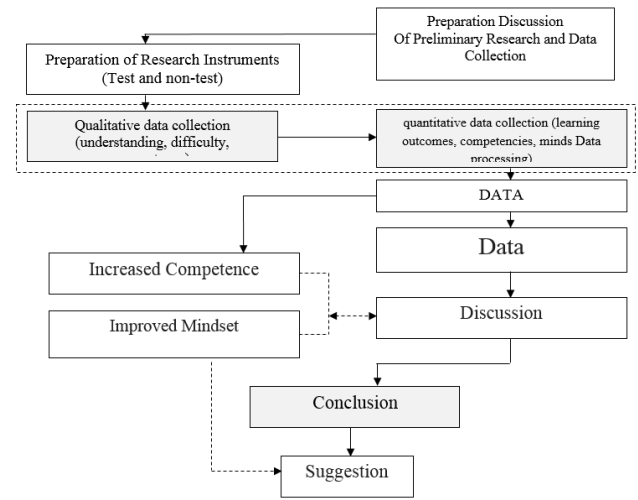 Preparation Discussion
Of Preliminary Research and Data
Collection
Preparation of Research Instruments
(Test and non-test)
Qualitative data collection
(understanding, difficulty,
quantitative data collection (learning
outcomes, competencies, minds Data
processing)
DATA
Data
Increased Competence
Improved Mindset
Discussion
Conclusion
Suggestion